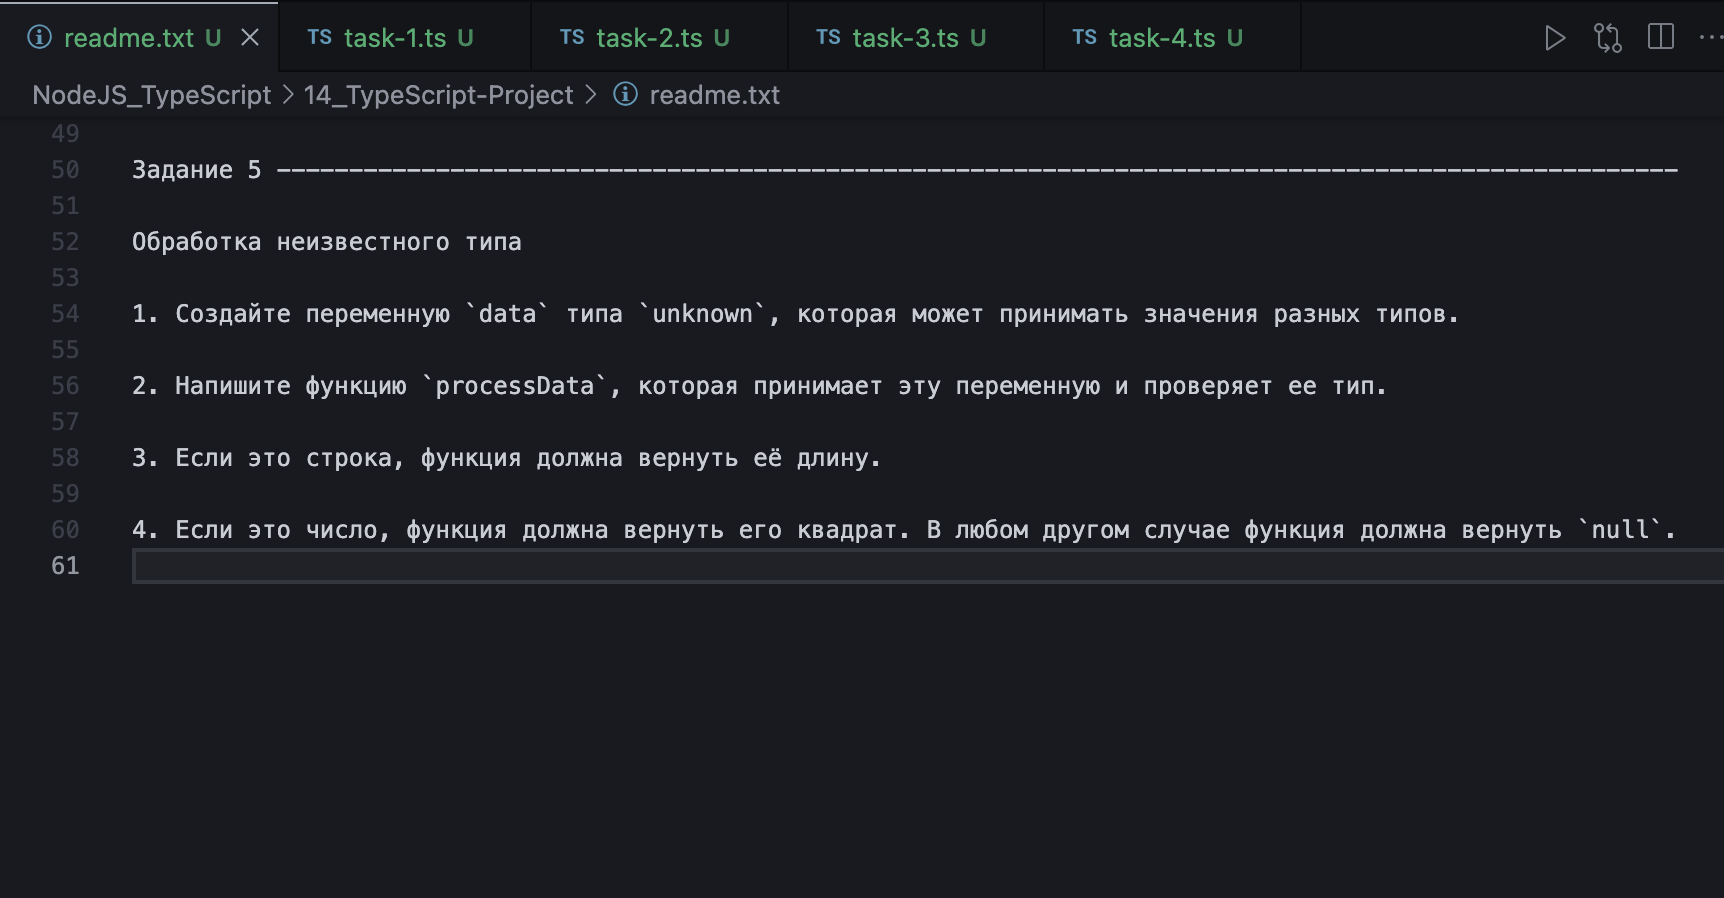 readme.txt U
TS task-1.ts U
TS task-2.ts U
TS task-3.ts U
TS task-4.ts U
NodeJS_TypeScript > 14_TypeScript-Project > readme.txt
49
50 Задание 5 -------------------------------------------------------------------------------------------------
51
52 Обработка неизвестного типа
53
54 1. Создайте переменную `data` типа `unknown`, которая может принимать значения разных типов.
55
56 2. Напишите функцию `processData`, которая принимает эту переменную и проверяет ее тип.
57
58 3. Если это строка, функция должна вернуть её длину.
59
60 4. Если это число, функция должна вернуть его квадрат. В любом другом случае функция должна вернуть `null`.
61